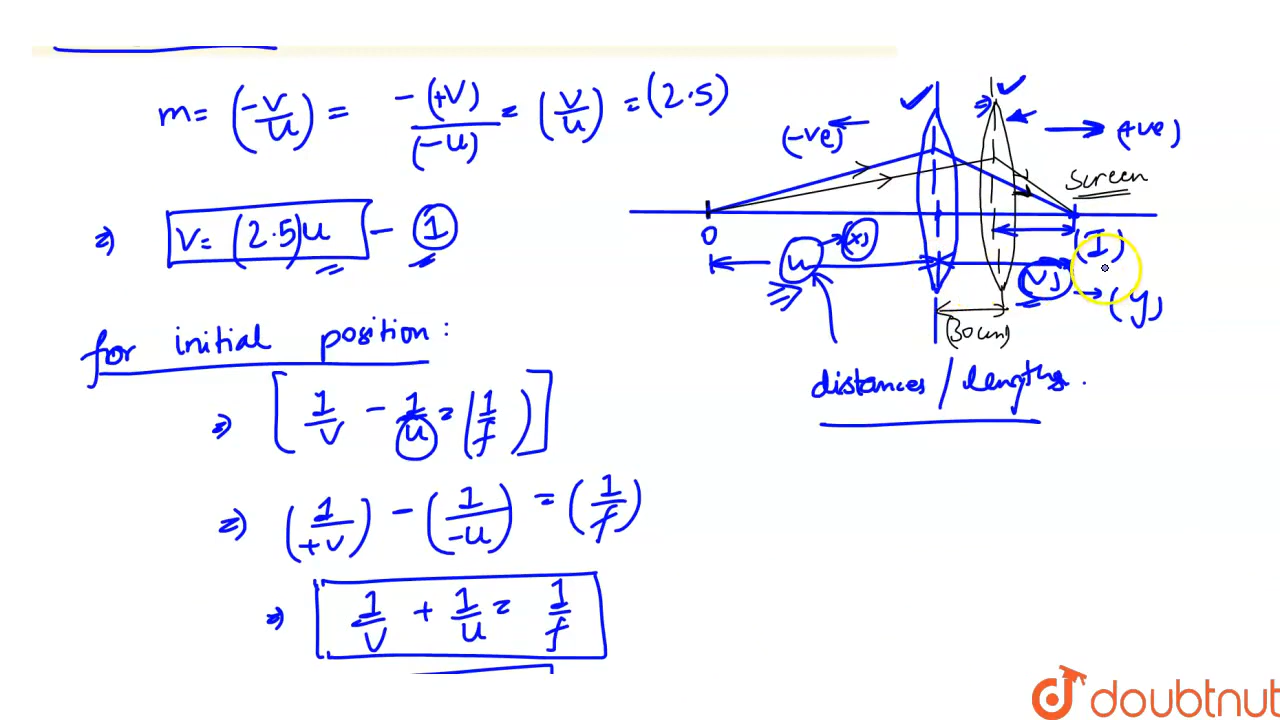 m = (-v/u) = -(+v)/(-u) = (v/u) = (2.5)
⇒ v = (2.5)u - 1
for initial position:
⇒ [1/v - 1/u = (1/f)]
⇒ (1/+v) - (1/-u) = (1/f)
⇒ 1/v + 1/u = 1/f
(-ve)
(+ve)
screen
O
u → (x)
(I)
(v)
→ (y)
(30cm)
distances / lengths.
doubtnut